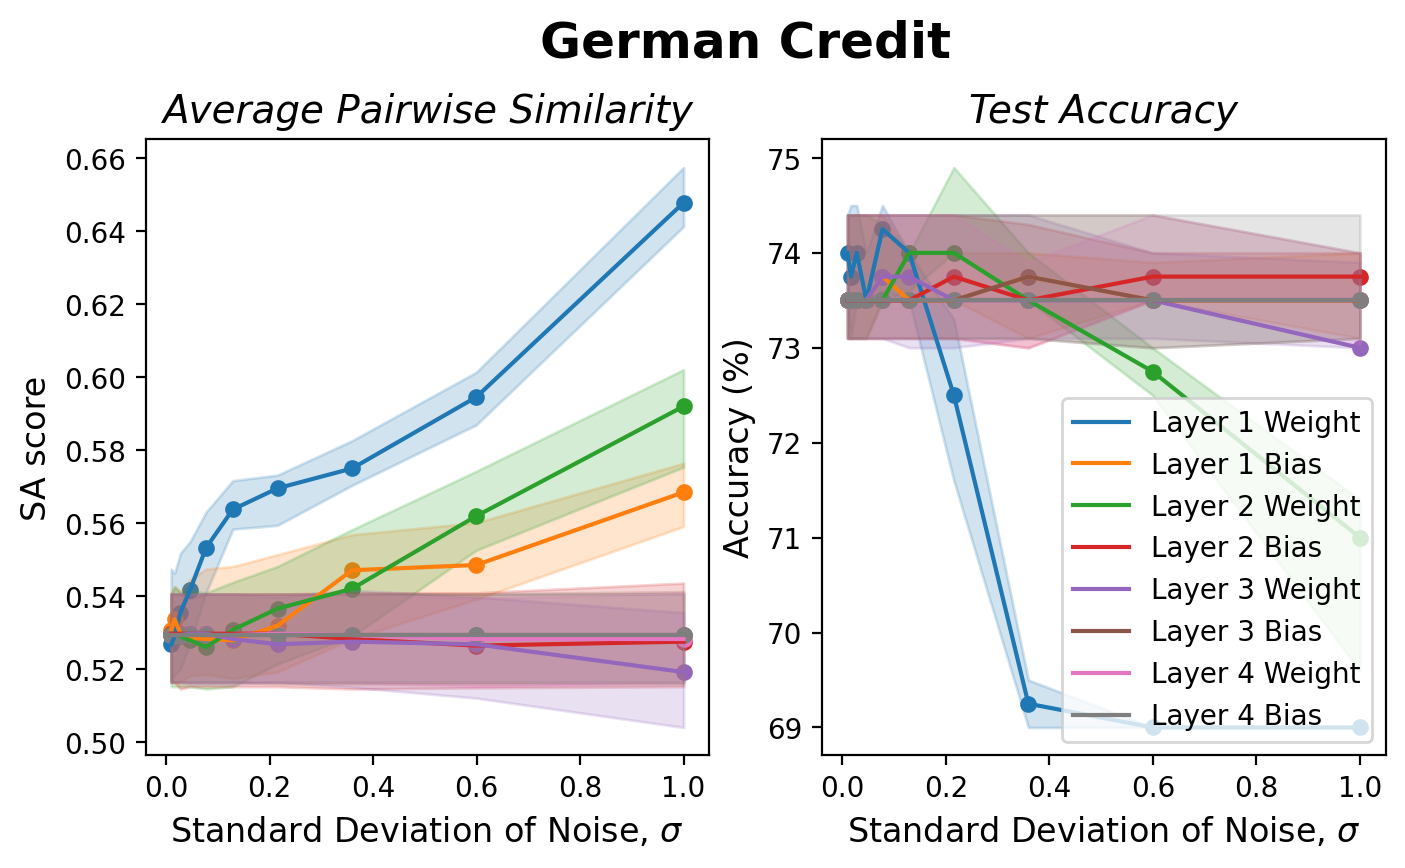 German Credit
Average Pairwise Similarity
SA score
0.66
0.64
0.62
0.60
0.58
0.56
0.54
0.52
0.50
0.0 0.2 0.4 0.6 0.8 1.0
Standard Deviation of Noise, σ
Test Accuracy
Accuracy (%)
75
74
73
72
71
70
69
Layer 1 Weight
Layer 1 Bias
Layer 2 Weight
Layer 2 Bias
Layer 3 Weight
Layer 3 Bias
Layer 4 Weight
Layer 4 Bias
0.0 0.2 0.4 0.6 0.8 1.0
Standard Deviation of Noise, σ